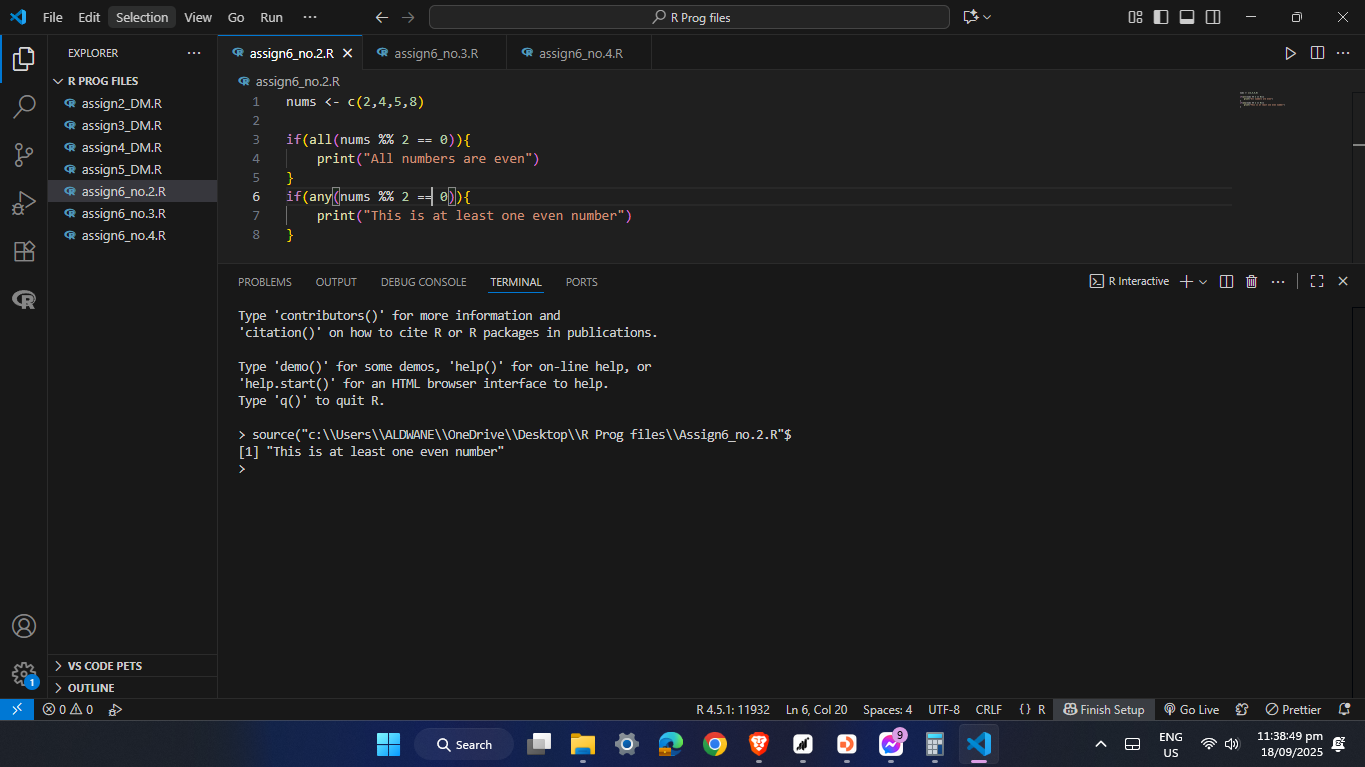 File Edit Selection View Go Run ···
R Prog files
EXPLORER ···
R PROG FILES
assign2_DM.R
assign3_DM.R
assign4_DM.R
assign5_DM.R
assign6_no.2.R
assign6_no.3.R
assign6_no.4.R
VS CODE PETS
OUTLINE
assign6_no.2.R assign6_no.3.R assign6_no.4.R
assign6_no.2.R
1 nums <- c(2,4,5,8)
2
3 if(all(nums %% 2 == 0)){
4 print("All numbers are even")
5 }
6 if(any(nums %% 2 == 0)){
7 print("This is at least one even number")
8 }
PROBLEMS OUTPUT DEBUG CONSOLE TERMINAL PORTS
R Interactive
Type 'contributors()' for more information and
'citation()' on how to cite R or R packages in publications.
Type 'demo()' for some demos, 'help()' for on-line help, or
'help.start()' for an HTML browser interface to help.
Type 'q()' to quit R.
> source("c:\\Users\\ALDWANE\\OneDrive\\Desktop\\R Prog files\\Assign6_no.2.R"$
[1] "This is at least one even number"
>
1
0 0
R 4.5.1: 11932 Ln 6, Col 20 Spaces: 4 UTF-8 CRLF {} R Finish Setup Go Live Prettier
Search
9
ENG
US
11:38:49 pm
18/09/2025